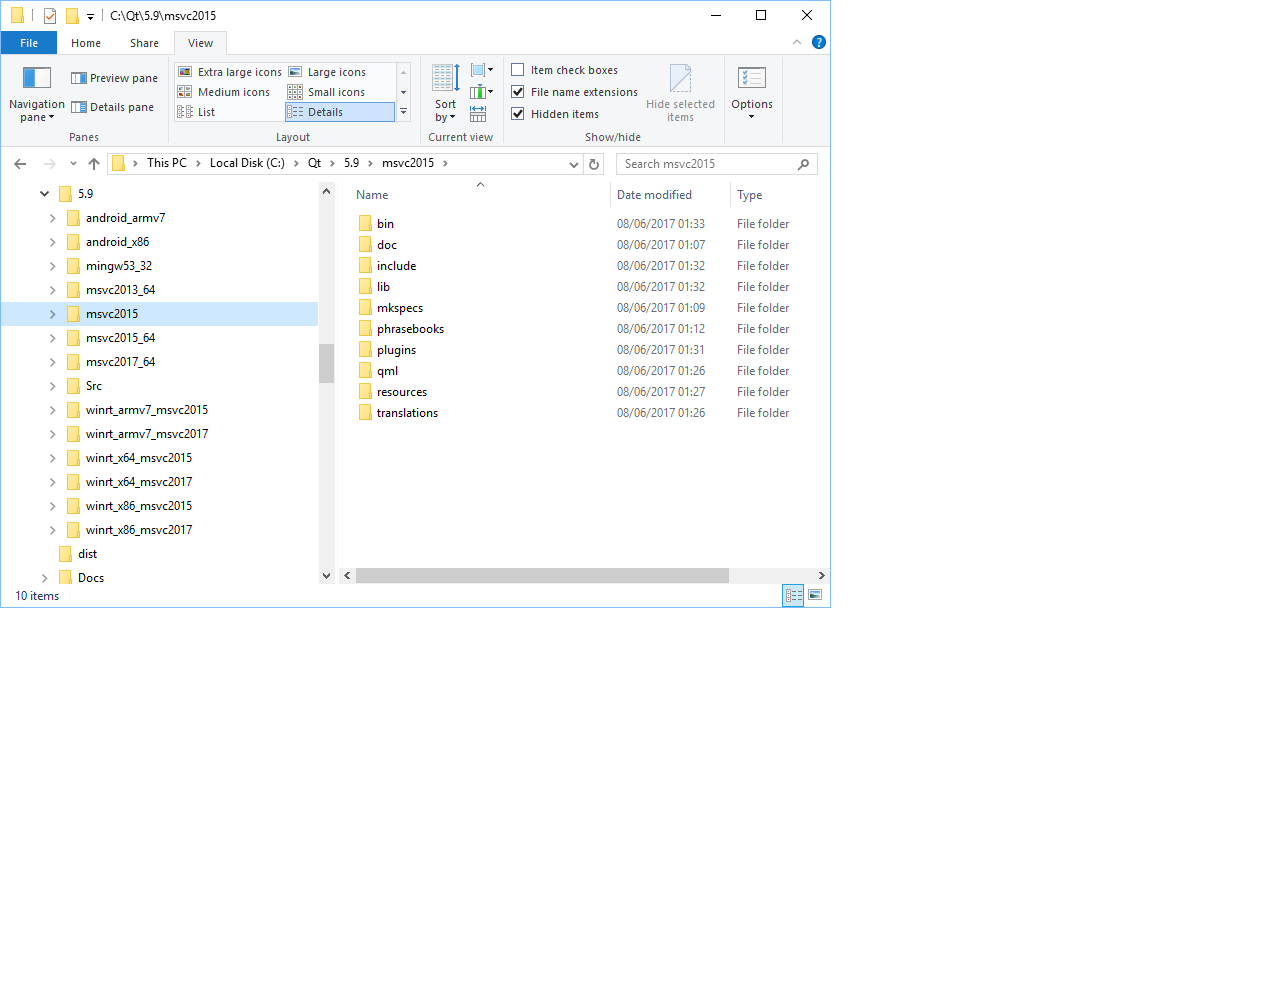 C:\Qt\5.9\msvc2015
File Home Share View
Navigation pane
Preview pane
Details pane
Panes
Extra large icons Large icons
Medium icons Small icons
List Details
Layout
Sort by
Current view
Item check boxes
File name extensions
Hidden items
Hide selected items
Show/hide
Options
This PC Local Disk (C:) Qt 5.9 msvc2015
Search msvc2015
5.9
android_armv7
android_x86
mingw53_32
msvc2013_64
msvc2015
msvc2015_64
msvc2017_64
Src
winrt_armv7_msvc2015
winrt_armv7_msvc2017
winrt_x64_msvc2015
winrt_x64_msvc2017
winrt_x86_msvc2015
winrt_x86_msvc2017
dist
Docs
Name Date modified Type
bin 08/06/2017 01:33 File folder
doc 08/06/2017 01:07 File folder
include 08/06/2017 01:32 File folder
lib 08/06/2017 01:32 File folder
mkspecs 08/06/2017 01:09 File folder
phrasebooks 08/06/2017 01:12 File folder
plugins 08/06/2017 01:31 File folder
qml 08/06/2017 01:26 File folder
resources 08/06/2017 01:27 File folder
translations 08/06/2017 01:26 File folder
10 items